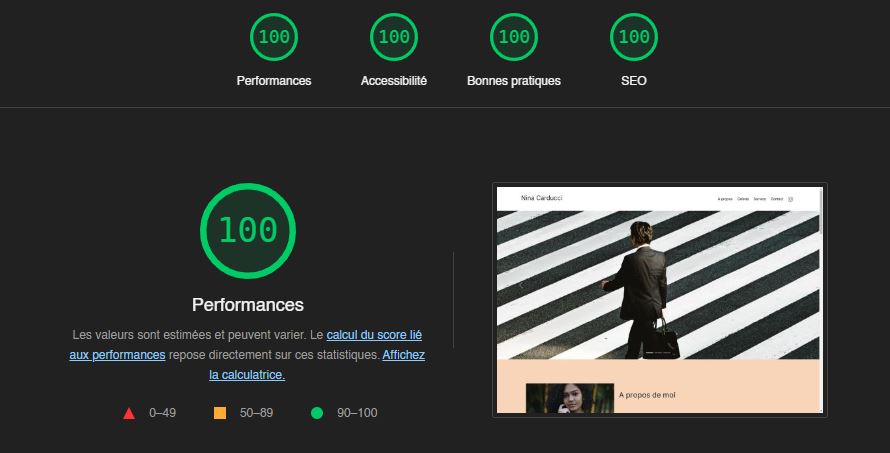 100 100 100 100
Performances Accessibilité Bonnes pratiques SEO
100
Performances
Les valeurs sont estimées et peuvent varier. Le calcul du score lié
aux performances repose directement sur ces statistiques. Affichez
la calculatrice.
0–49 50–89 90–100
Nina Carducci
A propos Galerie Services Contact
A propos de moi